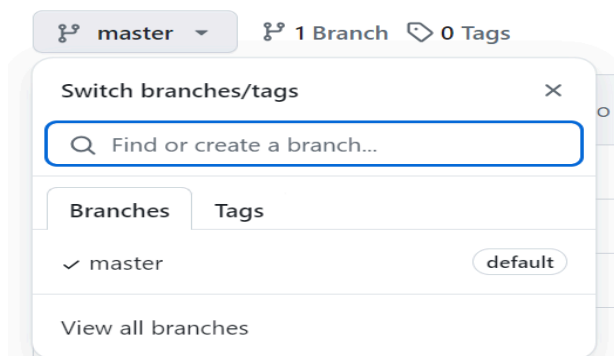 master 1 Branch 0 Tags
Switch branches/tags
Find or create a branch...
Branches Tags
master default
View all branches